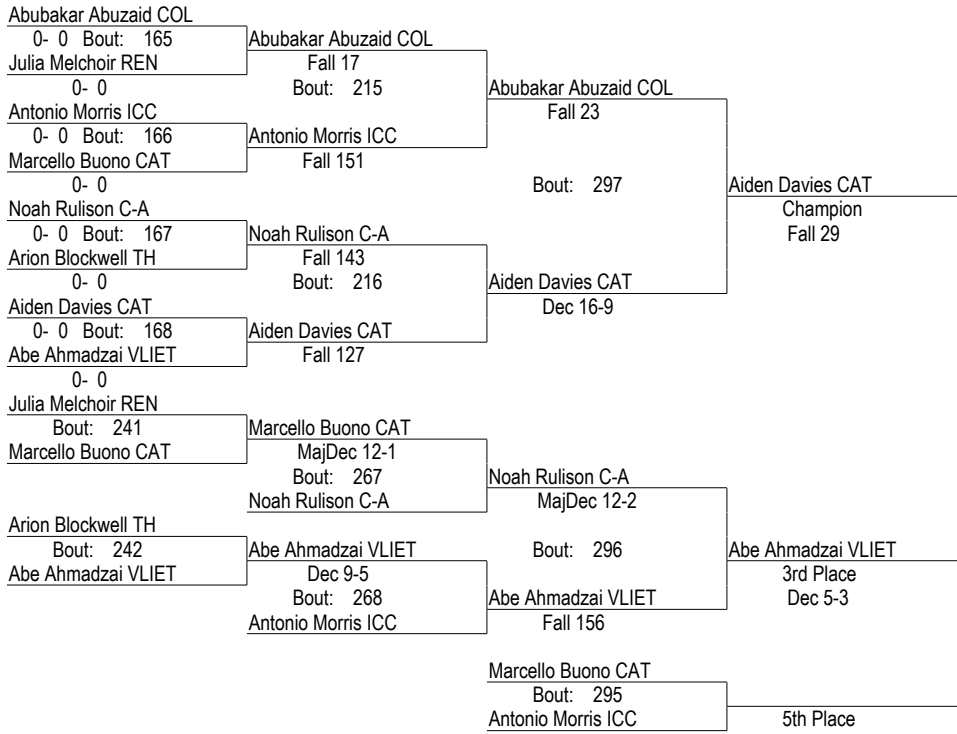 Abubakar Abuzaid COL
0- 0 Bout: 165
Abubakar Abuzaid COL
Julia Melchoir REN
Fall 17
0- 0
Bout: 215
Abubakar Abuzaid COL
Antonio Morris ICC
Fall 23
0- 0 Bout: 166
Antonio Morris ICC
Marcello Buono CAT
Fall 151
0- 0
Bout: 297
Aiden Davies CAT
Noah Rulison C-A
Champion
0- 0 Bout: 167
Noah Rulison C-A
Fall 29
Arion Blockwell TH
Fall 143
0- 0
Bout: 216
Aiden Davies CAT
Aiden Davies CAT
Dec 16-9
0- 0 Bout: 168
Aiden Davies CAT
Abe Ahmadzai VLIET
Fall 127
0- 0
Julia Melchoir REN
Bout: 241
Marcello Buono CAT
Marcello Buono CAT
MajDec 12-1
Bout: 267
Noah Rulison C-A
Noah Rulison C-A
MajDec 12-2
Arion Blockwell TH
Bout: 242
Abe Ahmadzai VLIET
Bout: 296
Abe Ahmadzai VLIET
Abe Ahmadzai VLIET
Dec 9-5
3rd Place
Bout: 268
Abe Ahmadzai VLIET
Dec 5-3
Antonio Morris ICC
Fall 156
Marcello Buono CAT
Bout: 295
Antonio Morris ICC
5th Place